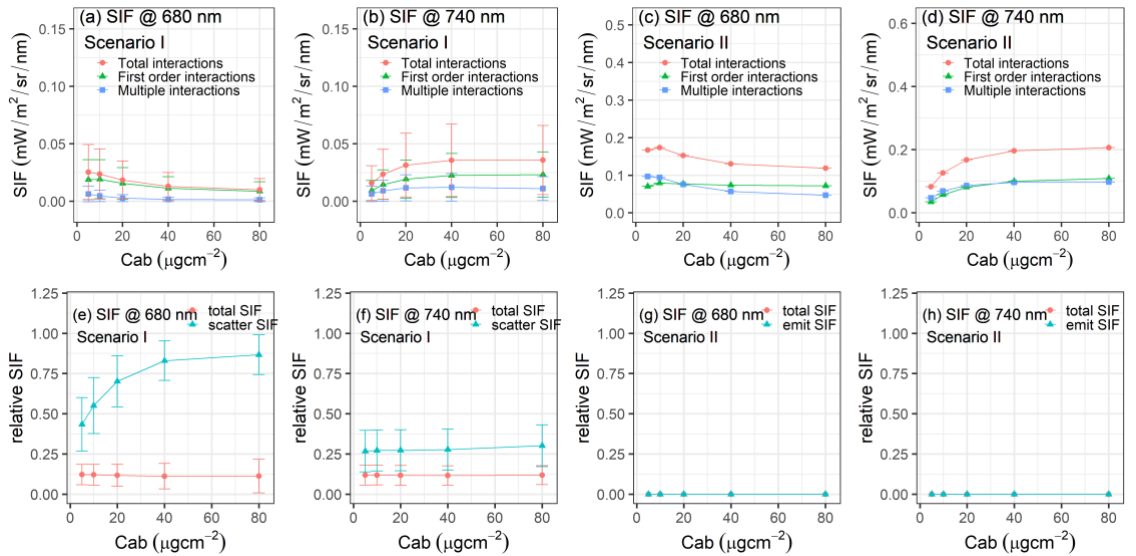 (a) SIF @ 680 nm
Scenario I
Total interactions
First order interactions
Multiple interactions
SIF (mW/m²/sr/nm)
0.15
0.10
0.05
0.00
0 20 40 60 80
Cab (μgcm⁻²)
(b) SIF @ 740 nm
Scenario I
Total interactions
First order interactions
Multiple interactions
SIF (mW/m²/sr/nm)
0.15
0.10
0.05
0.00
0 20 40 60 80
Cab (μgcm⁻²)
(c) SIF @ 680 nm
Scenario II
Total interactions
First order interactions
Multiple interactions
SIF (mW/m²/sr/nm)
0.5
0.4
0.3
0.2
0.1
0.0
0 20 40 60 80
Cab (μgcm⁻²)
(d) SIF @ 740 nm
Scenario II
Total interactions
First order interactions
Multiple interactions
SIF (mW/m²/sr/nm)
0.6
0.4
0.2
0.0
0 20 40 60 80
Cab (μgcm⁻²)
(e) SIF @ 680 nm
Scenario I
total SIF
scatter SIF
relative SIF
1.25
1.00
0.75
0.50
0.25
0.00
0 20 40 60 80
Cab (μgcm⁻²)
(f) SIF @ 740 nm
Scenario I
total SIF
scatter SIF
relative SIF
1.25
1.00
0.75
0.50
0.25
0.00
0 20 40 60 80
Cab (μgcm⁻²)
(g) SIF @ 680 nm
Scenario II
total SIF
emit SIF
relative SIF
1.25
1.00
0.75
0.50
0.25
0.00
0 20 40 60 80
Cab (μgcm⁻²)
(h) SIF @ 740 nm
Scenario II
total SIF
emit SIF
relative SIF
1.25
1.00
0.75
0.50
0.25
0.00
0 20 40 60 80
Cab (μgcm⁻²)